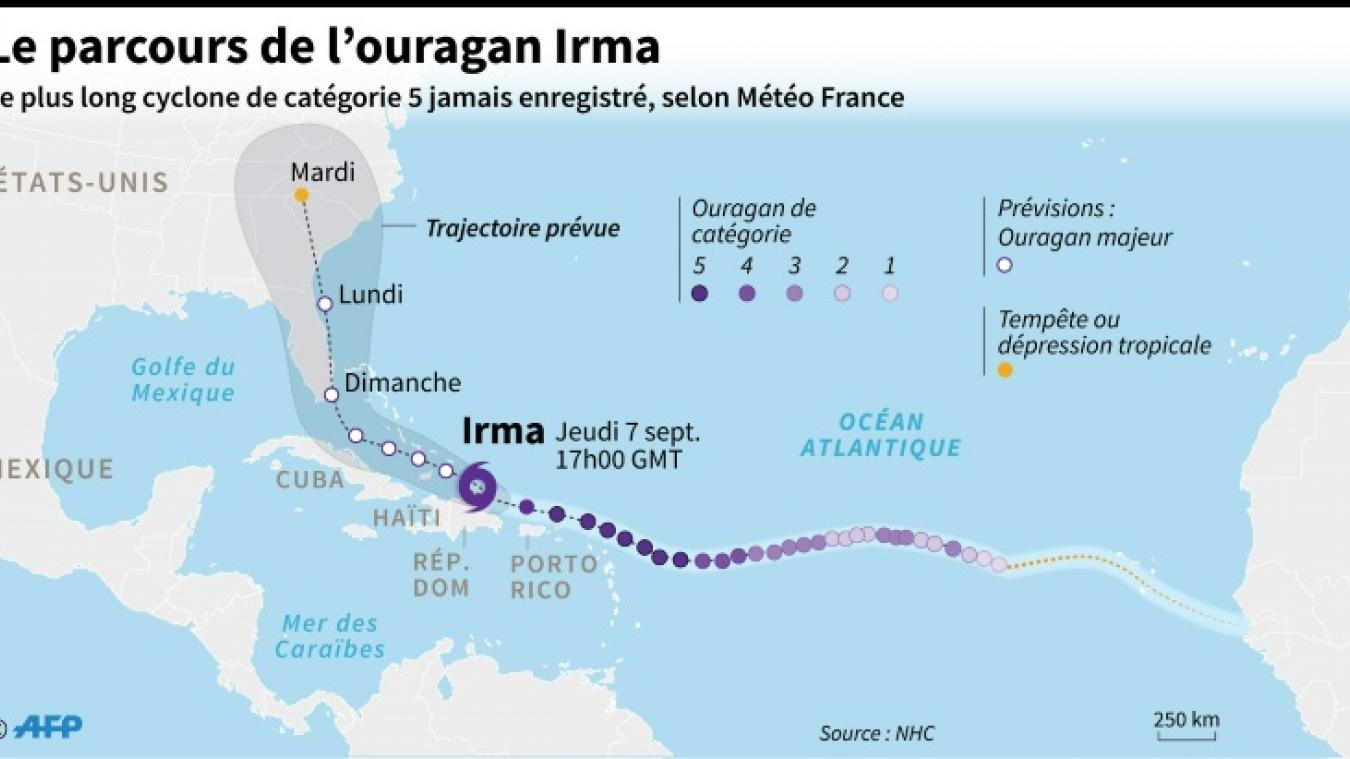 Le parcours de l'ouragan Irma
e plus long cyclone de catégorie 5 jamais enregistré, selon Météo France
ÉTATS-UNIS
Mardi
Trajectoire prévue
Lundi
Dimanche
Golfe du
Mexique
Ouragan de
catégorie
5 4 3 2 1
Prévisions :
Ouragan majeur
Tempête ou
dépression tropicale
Irma
Jeudi 7 sept.
17h00 GMT
OCÉAN
ATLANTIQUE
MEXIQUE
CUBA
HAÏTI
RÉP.
DOM
PORTO
RICO
Mer des
Caraïbes
© AFP
Source : NHC
250 km